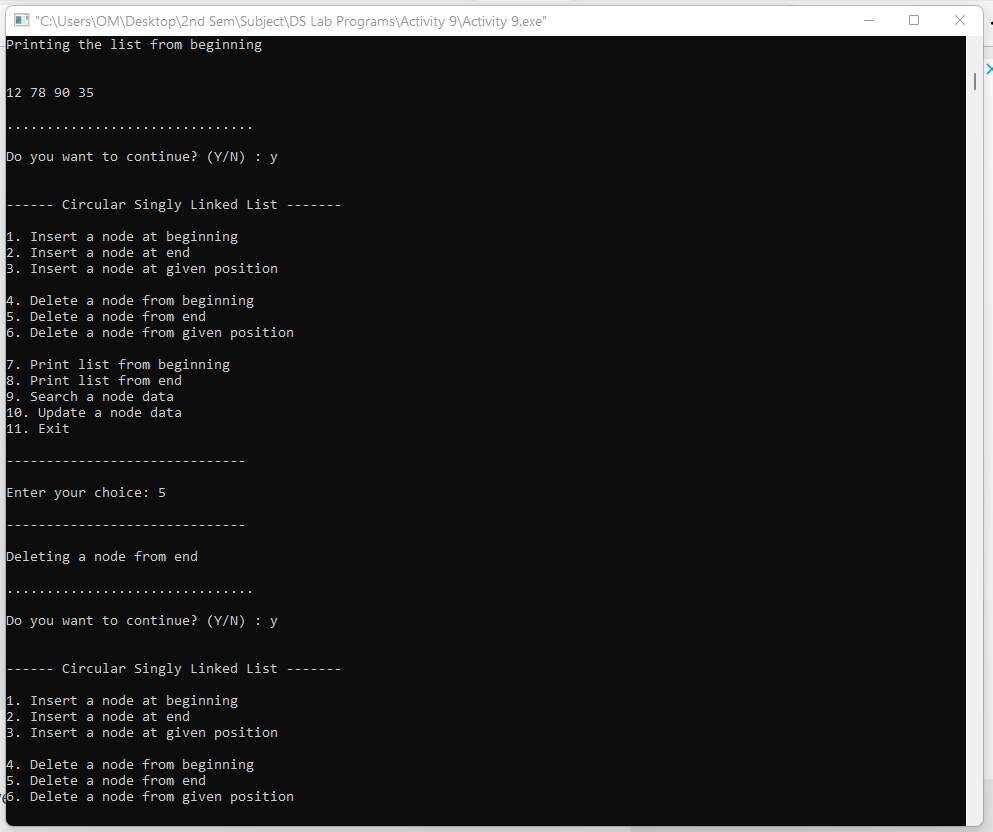 "C:\Users\OM\Desktop\2nd Sem\Subject\DS Lab Programs\Activity 9\Activity 9.exe"
Printing the list from beginning
12 78 90 35
...............................
Do you want to continue? (Y/N) : y
------ Circular Singly Linked List -------
1. Insert a node at beginning
2. Insert a node at end
3. Insert a node at given position
4. Delete a node from beginning
5. Delete a node from end
6. Delete a node from given position
7. Print list from beginning
8. Print list from end
9. Search a node data
10. Update a node data
11. Exit
------------------------------
Enter your choice: 5
------------------------------
Deleting a node from end
...............................
Do you want to continue? (Y/N) : y
------ Circular Singly Linked List -------
1. Insert a node at beginning
2. Insert a node at end
3. Insert a node at given position
4. Delete a node from beginning
5. Delete a node from end
6. Delete a node from given position